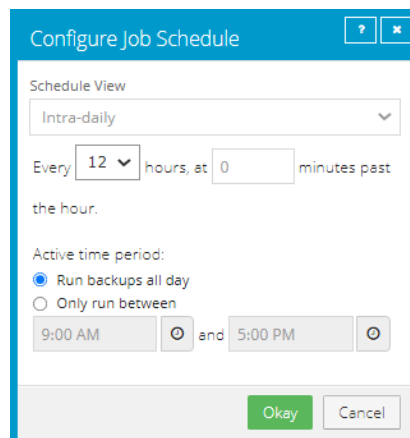 Configure Job Schedule ? ×
Schedule View
Intra-daily
Every 12 hours, at 0 minutes past
the hour.
Active time period:
Run backups all day
Only run between
9:00 AM and 5:00 PM
Okay Cancel